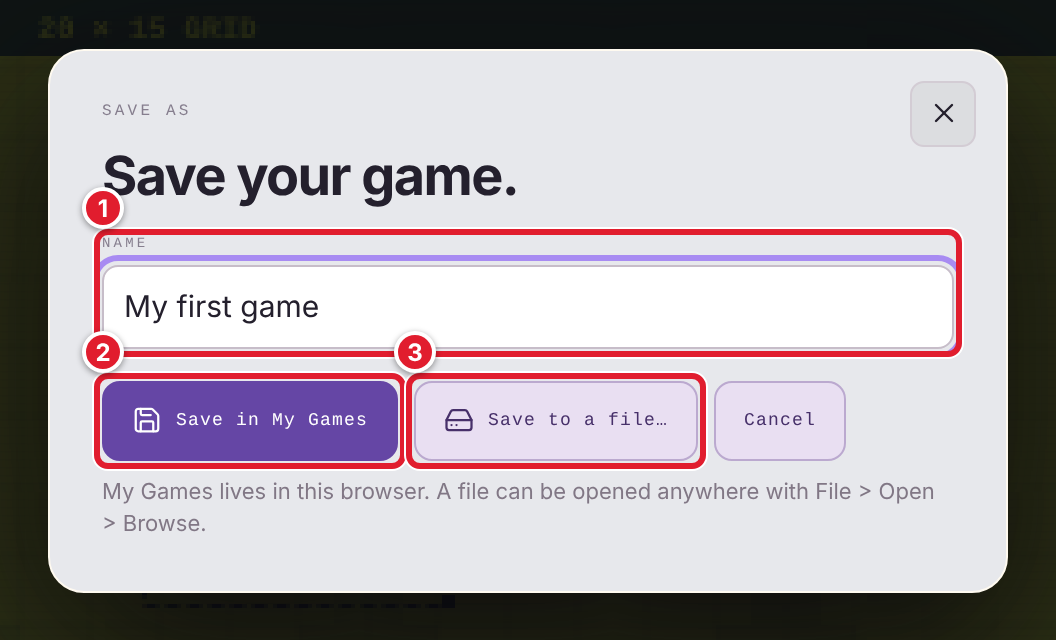 20 × 15 GRID
SAVE AS
Save your game.
1
NAME
My first game
2
3
Save in My Games
Save to a file…
Cancel
My Games lives in this browser. A file can be opened anywhere with File > Open
> Browse.